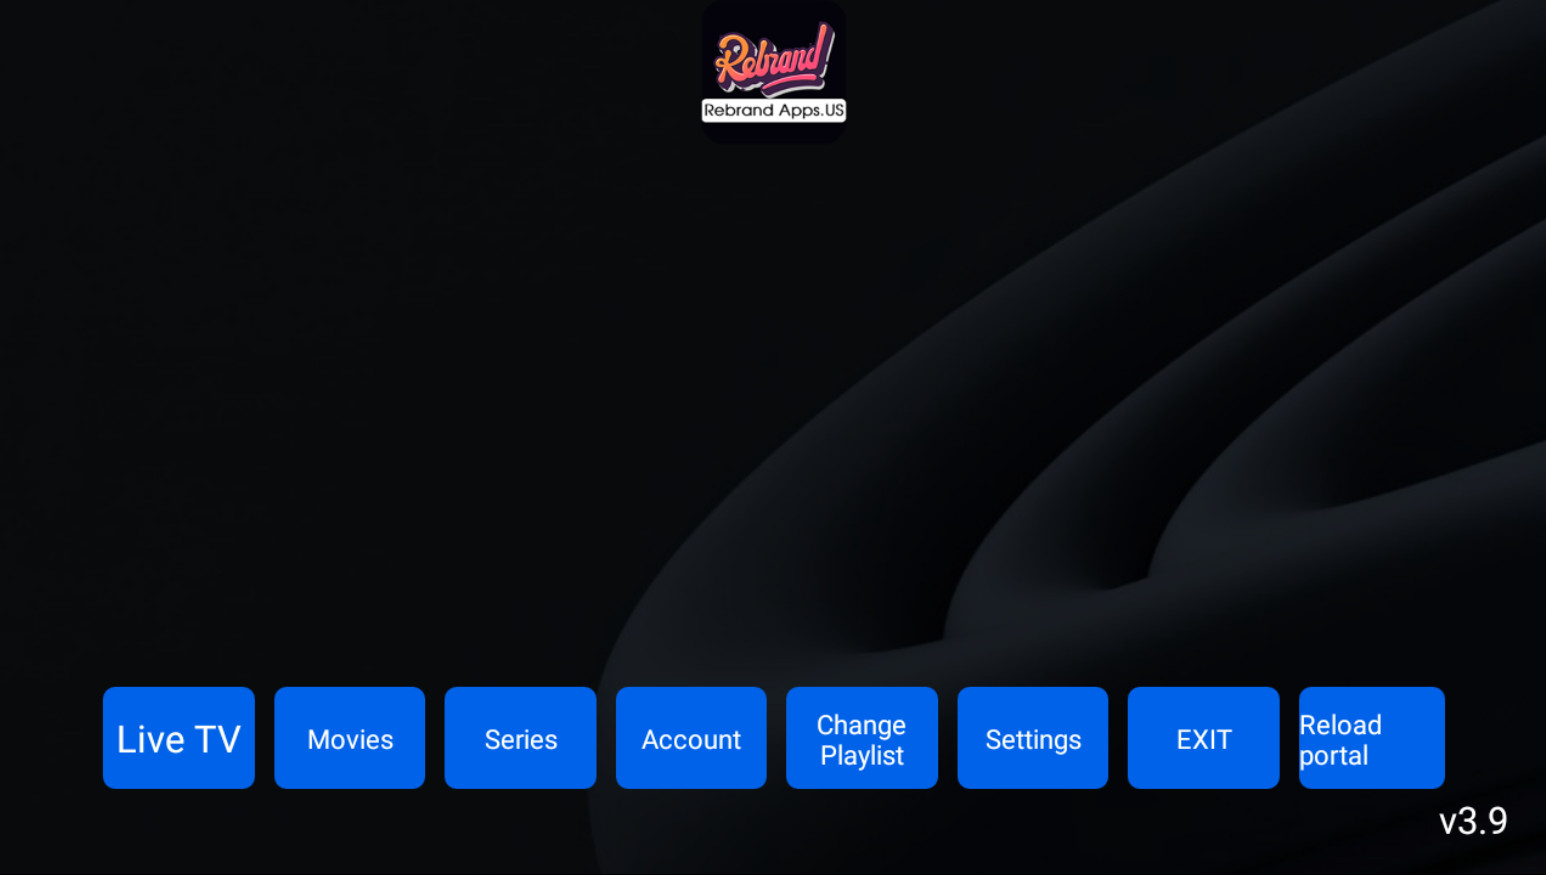 Rebrand
Rebrand Apps.US
Live TV
Movies
Series
Account
Change
Playlist
Settings
EXIT
Reload
portal
v3.9